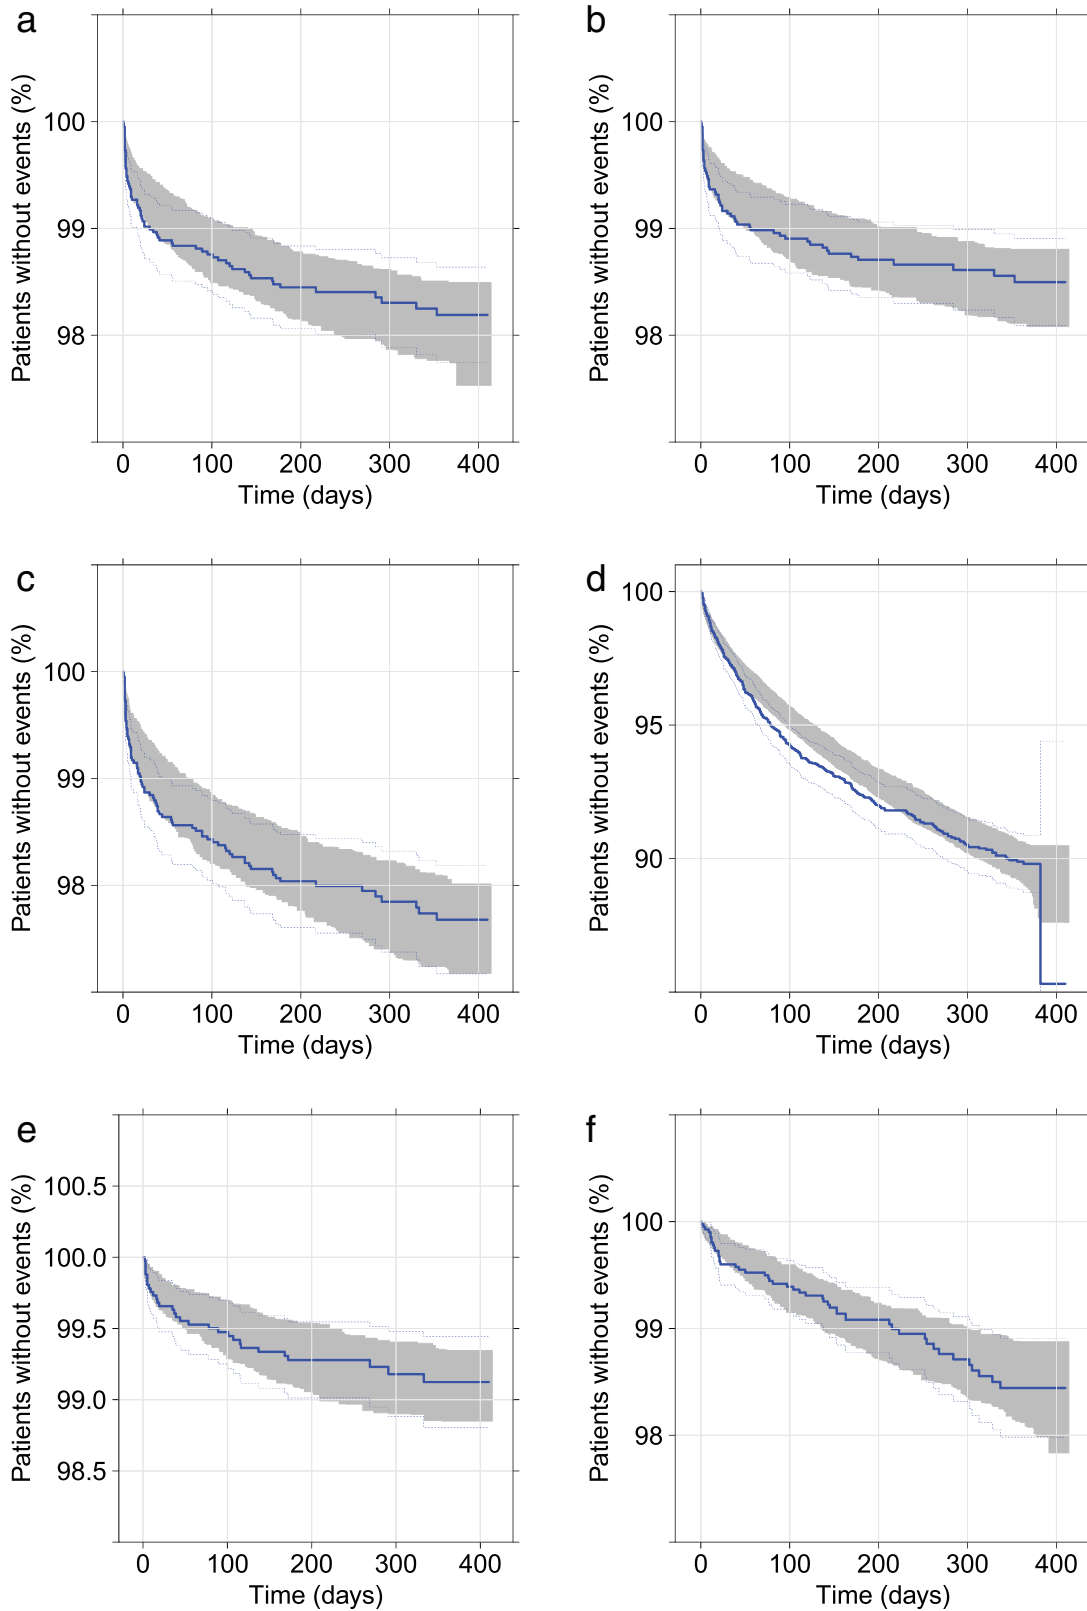 a
Patients without events (%)
100
99
98
0 100 200 300 400
Time (days)
b
Patients without events (%)
100
99
98
0 100 200 300 400
Time (days)
c
Patients without events (%)
100
99
98
0 100 200 300 400
Time (days)
d
Patients without events (%)
100
95
90
0 100 200 300 400
Time (days)
e
Patients without events (%)
100.5
100.0
99.5
99.0
98.5
0 100 200 300 400
Time (days)
f
Patients without events (%)
100
99
98
0 100 200 300 400
Time (days)